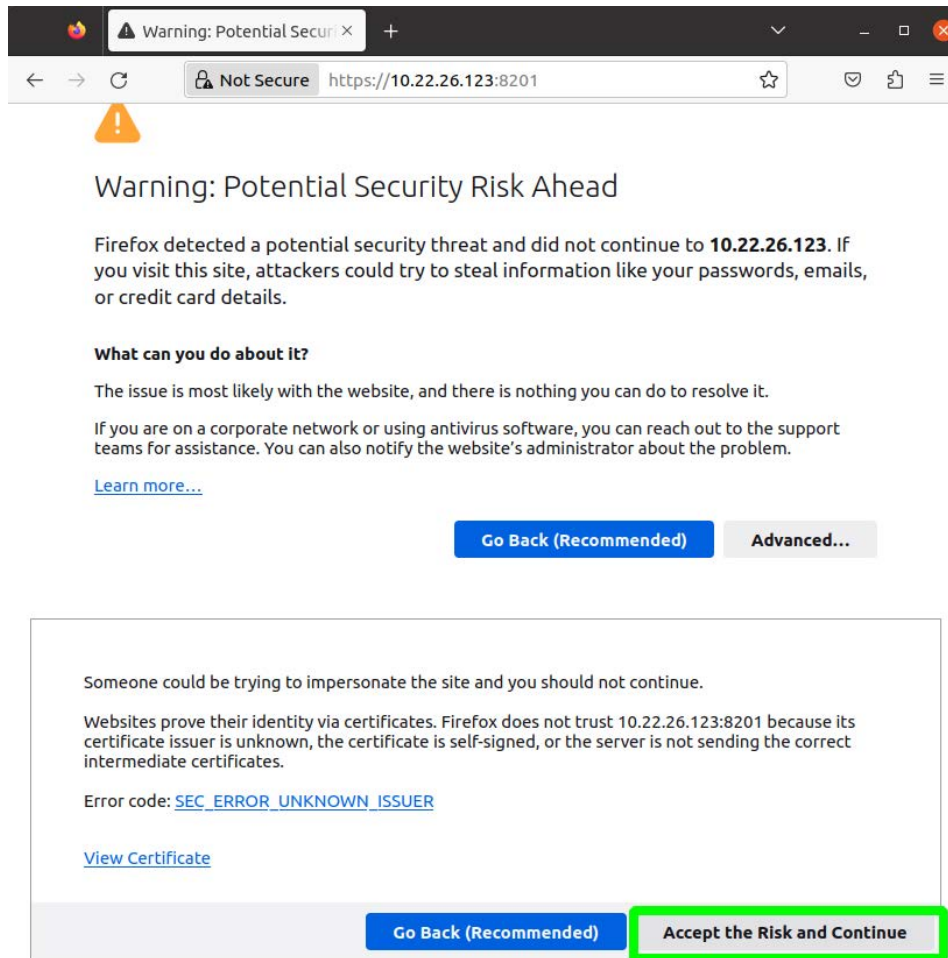 Warning: Potential Securi
Not Secure https://10.22.26.123:8201
Warning: Potential Security Risk Ahead
Firefox detected a potential security threat and did not continue to 10.22.26.123. If
you visit this site, attackers could try to steal information like your passwords, emails,
or credit card details.
What can you do about it?
The issue is most likely with the website, and there is nothing you can do to resolve it.
If you are on a corporate network or using antivirus software, you can reach out to the support
teams for assistance. You can also notify the website's administrator about the problem.
Learn more…
Go Back (Recommended) Advanced...
Someone could be trying to impersonate the site and you should not continue.
Websites prove their identity via certificates. Firefox does not trust 10.22.26.123:8201 because its
certificate issuer is unknown, the certificate is self-signed, or the server is not sending the correct
intermediate certificates.
Error code: SEC_ERROR_UNKNOWN_ISSUER
View Certificate
Go Back (Recommended) Accept the Risk and Continue